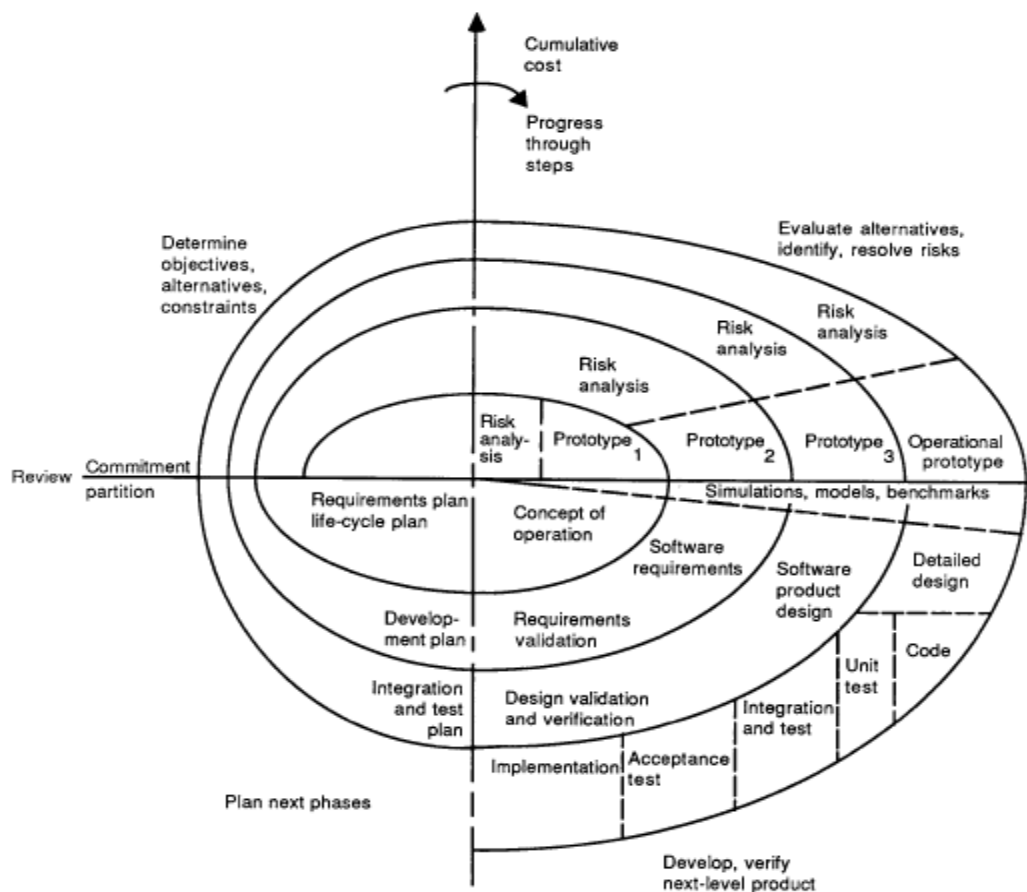 Cumulative
cost
Progress
through
steps
Evaluate alternatives,
identify, resolve risks
Determine
objectives,
alternatives,
constraints
Risk
analysis
Risk
analysis
Risk
analysis
Risk
analy-
sis
Prototype
1
Prototype
2
Prototype
3
Operational
prototype
Review
Commitment
partition
Simulations, models, benchmarks
Requirements plan
life-cycle plan
Concept of
operation
Software
requirements
Software
product
design
Detailed
design
Develop-
ment plan
Requirements
validation
Code
Unit
test
Integration
and test
plan
Design validation
and verification
Integration
and test
Acceptance
test
Implementation
Plan next phases
Develop, verify
next-level product